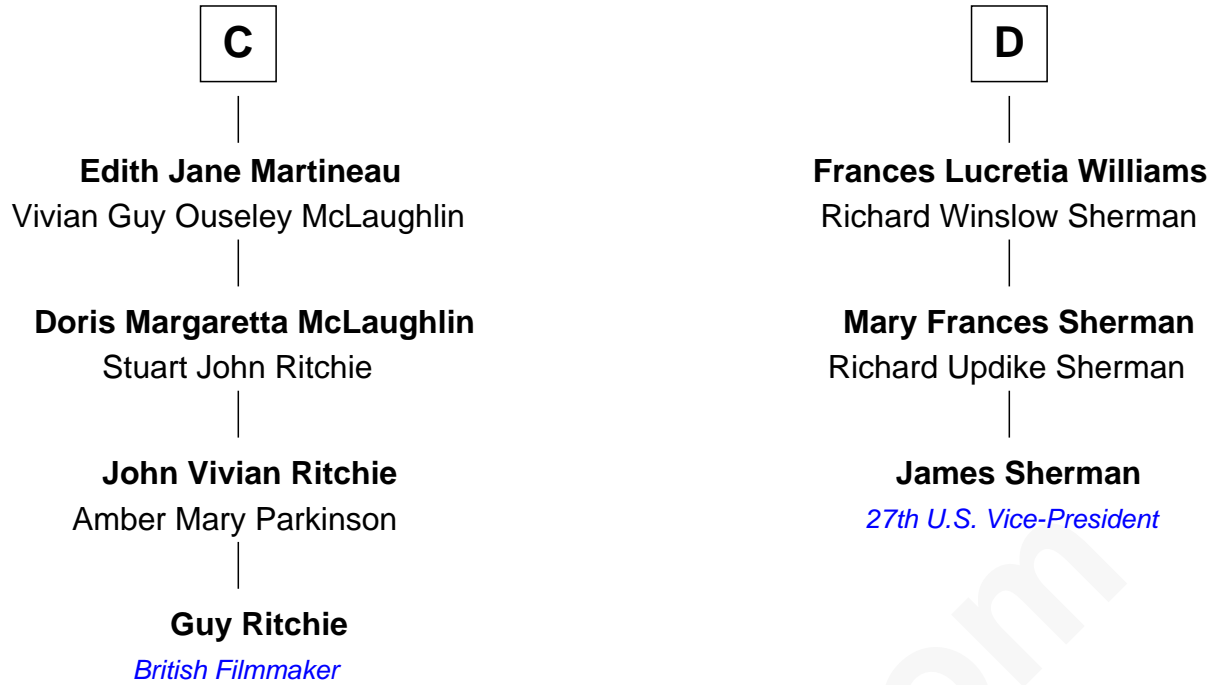 C
Edith Jane Martineau
Vivian Guy Ouseley McLaughlin
Doris Margaretta McLaughlin
Stuart John Ritchie
John Vivian Ritchie
Amber Mary Parkinson
Guy Ritchie
British Filmmaker
D
Frances Lucretia Williams
Richard Winslow Sherman
Mary Frances Sherman
Richard Updike Sherman
James Sherman
27th U.S. Vice-President
om